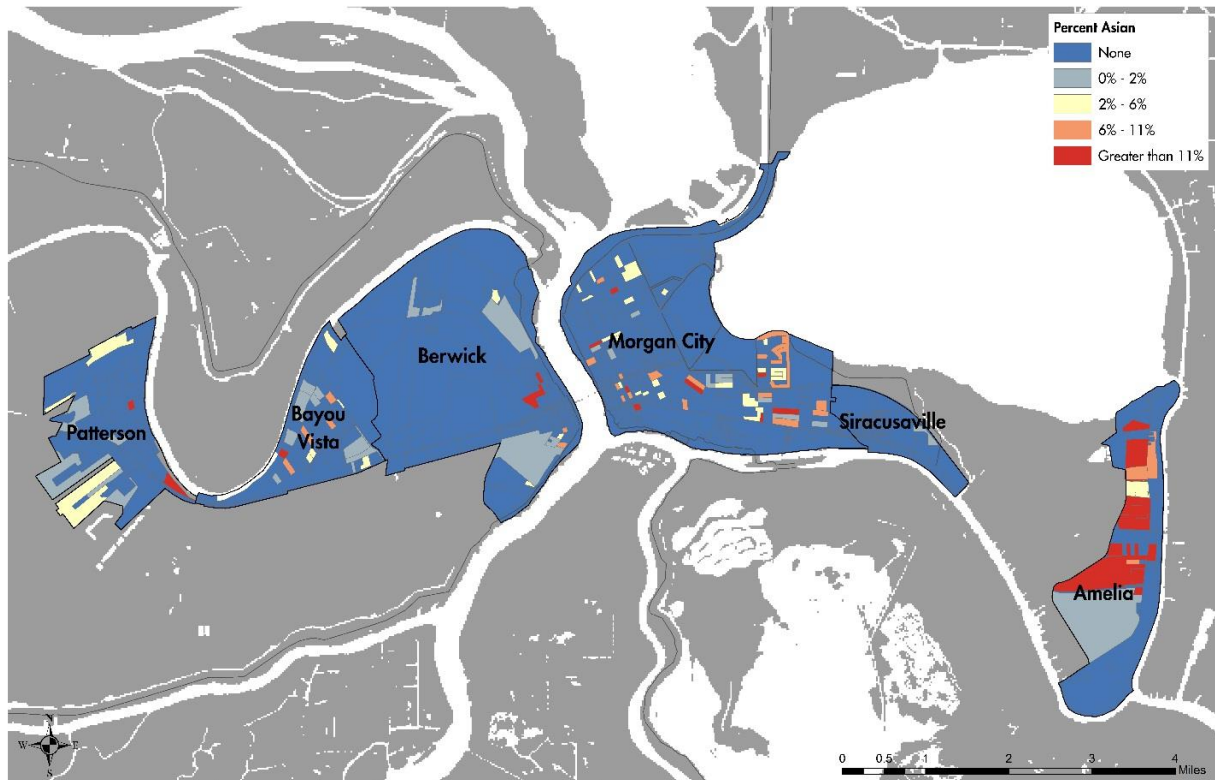 Percent Asian
None
0% - 2%
2% - 6%
6% - 11%
Greater than 11%
Morgan City
Berwick
Bayou
Vista
Patterson
Siracusaville
Amelia
N
W E
S
0 0.5 1 2 3 4
Miles